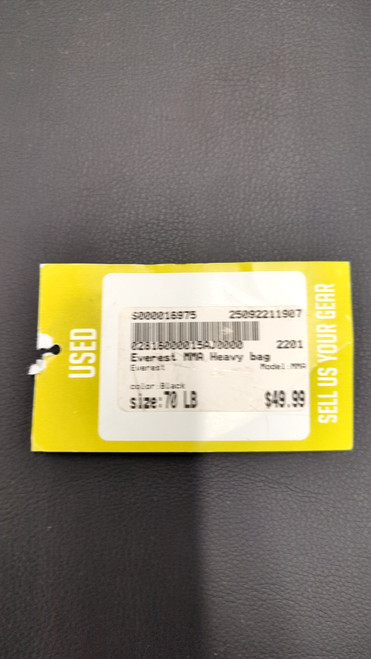 USED
S000016975 25092211907
02816000015AJ0000 2201
Everest MMA Heavy bag
Everest Model:MMA
color:Black
size:70 LB $49.99
SELL US YOUR GEAR